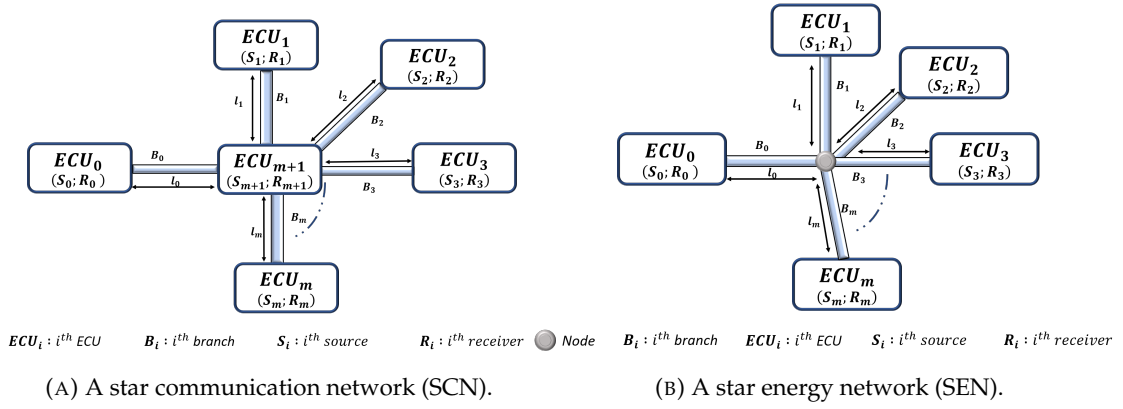 ECU₁
(S₁; R₁)
ECU₂
(S₂; R₂)
l₁
B₁
l₂
B₂
ECU₀
(S₀; R₀)
B₀
l₀
ECUₘ₊₁
(Sₘ₊₁; Rₘ₊₁)
l₃
B₃
ECU₃
(S₃; R₃)
lₘ
Bₘ
ECUₘ
(Sₘ; Rₘ)
ECU₁
(S₁; R₁)
ECU₂
(S₂; R₂)
l₁
B₁
l₂
B₂
ECU₀
(S₀; R₀)
B₀
l₀
l₃
B₃
ECU₃
(S₃; R₃)
lₘ
Bₘ
ECUₘ
(Sₘ; Rₘ)
ECUᵢ : iᵗʰ ECU Bᵢ : iᵗʰ branch Sᵢ : iᵗʰ source Rᵢ : iᵗʰ receiver
Node Bᵢ : iᵗʰ branch ECUᵢ : iᵗʰ ECU Sᵢ : iᵗʰ source Rᵢ : iᵗʰ receiver
(A) A star communication network (SCN).
(B) A star energy network (SEN).